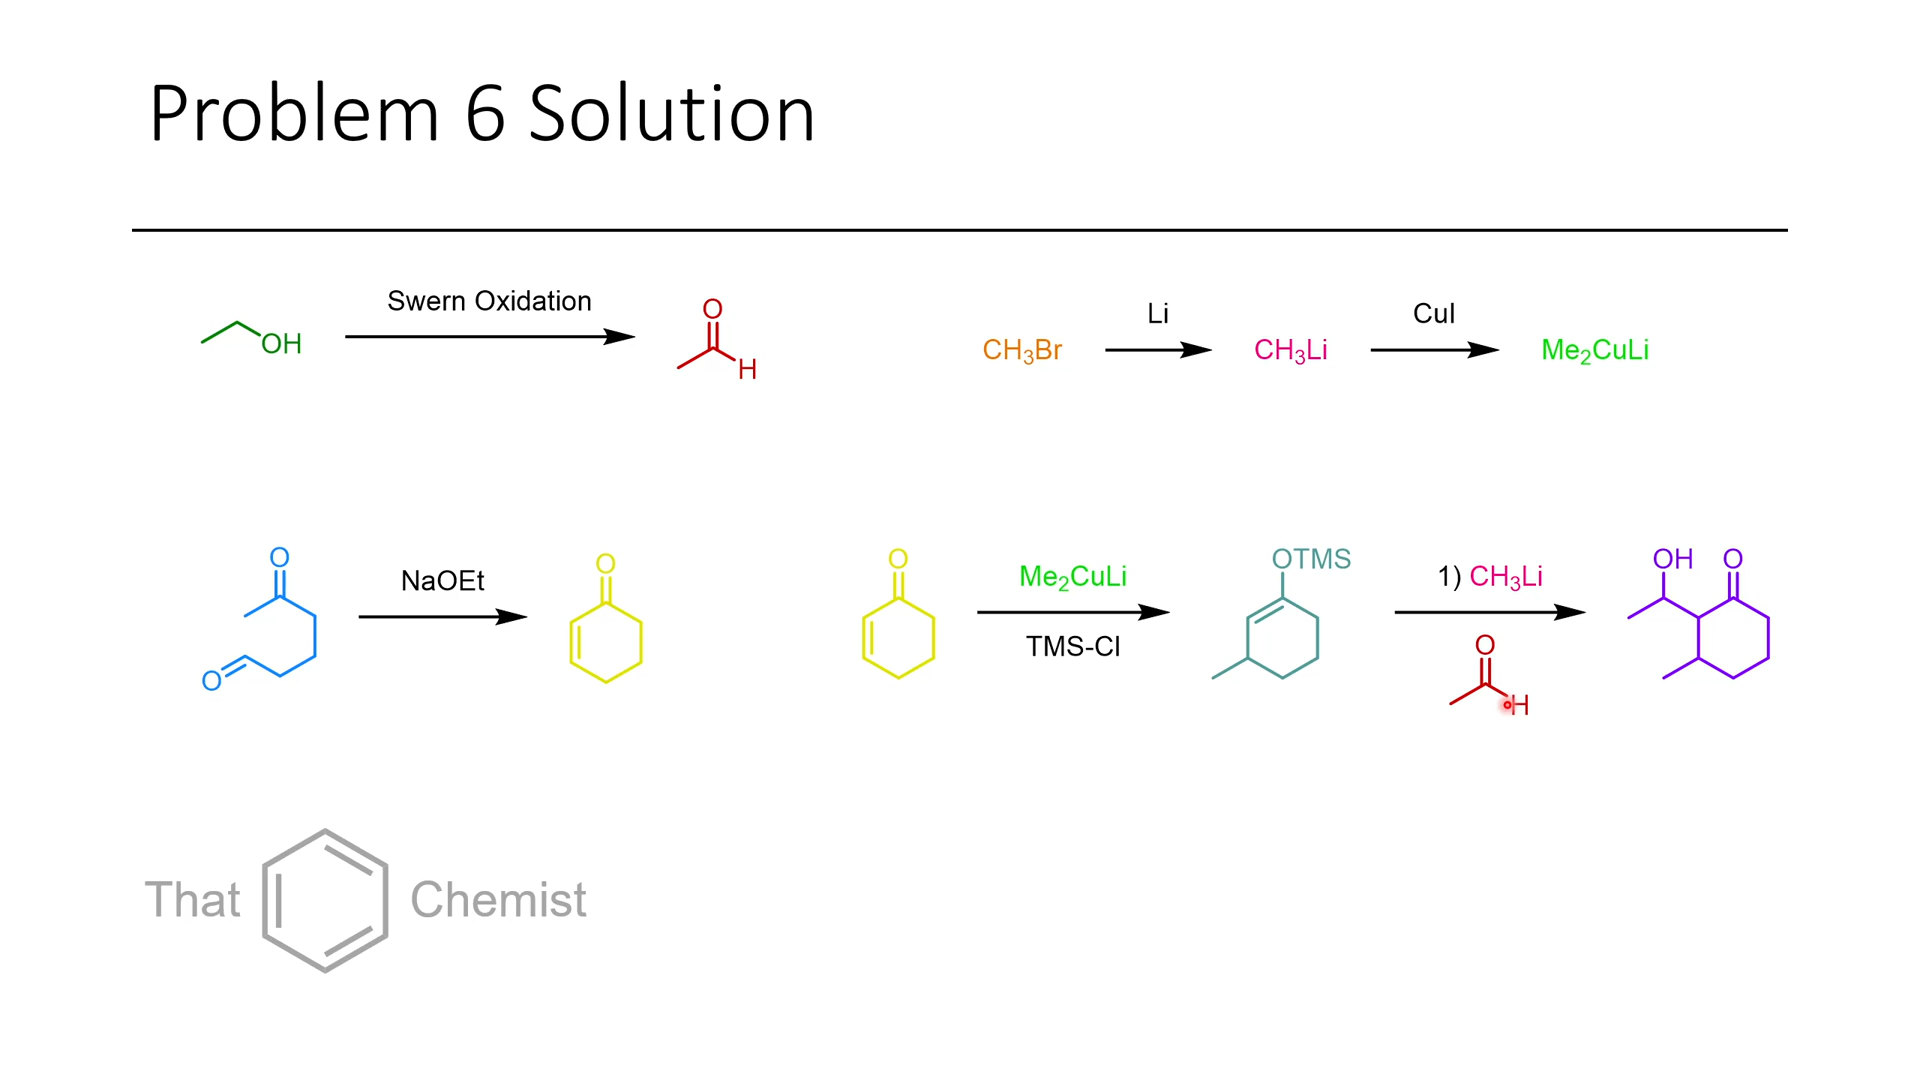 Problem 6 Solution
Swern Oxidation
OH
O
H
CH₃Br
Li
CH₃Li
CuI
Me₂CuLi
O
O
NaOEt
O
O
Me₂CuLi
TMS-Cl
OTMS
1) CH₃Li
O
H
OH O
That Chemist